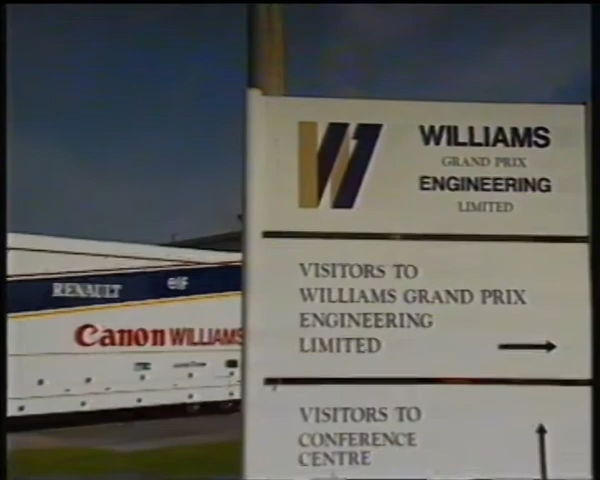 WILLIAMS
GRAND PRIX
ENGINEERING
LIMITED
VISITORS TO
WILLIAMS GRAND PRIX
ENGINEERING
LIMITED
VISITORS TO
CONFERENCE
CENTRE
RENAULT elf
Canon WILLIAMS